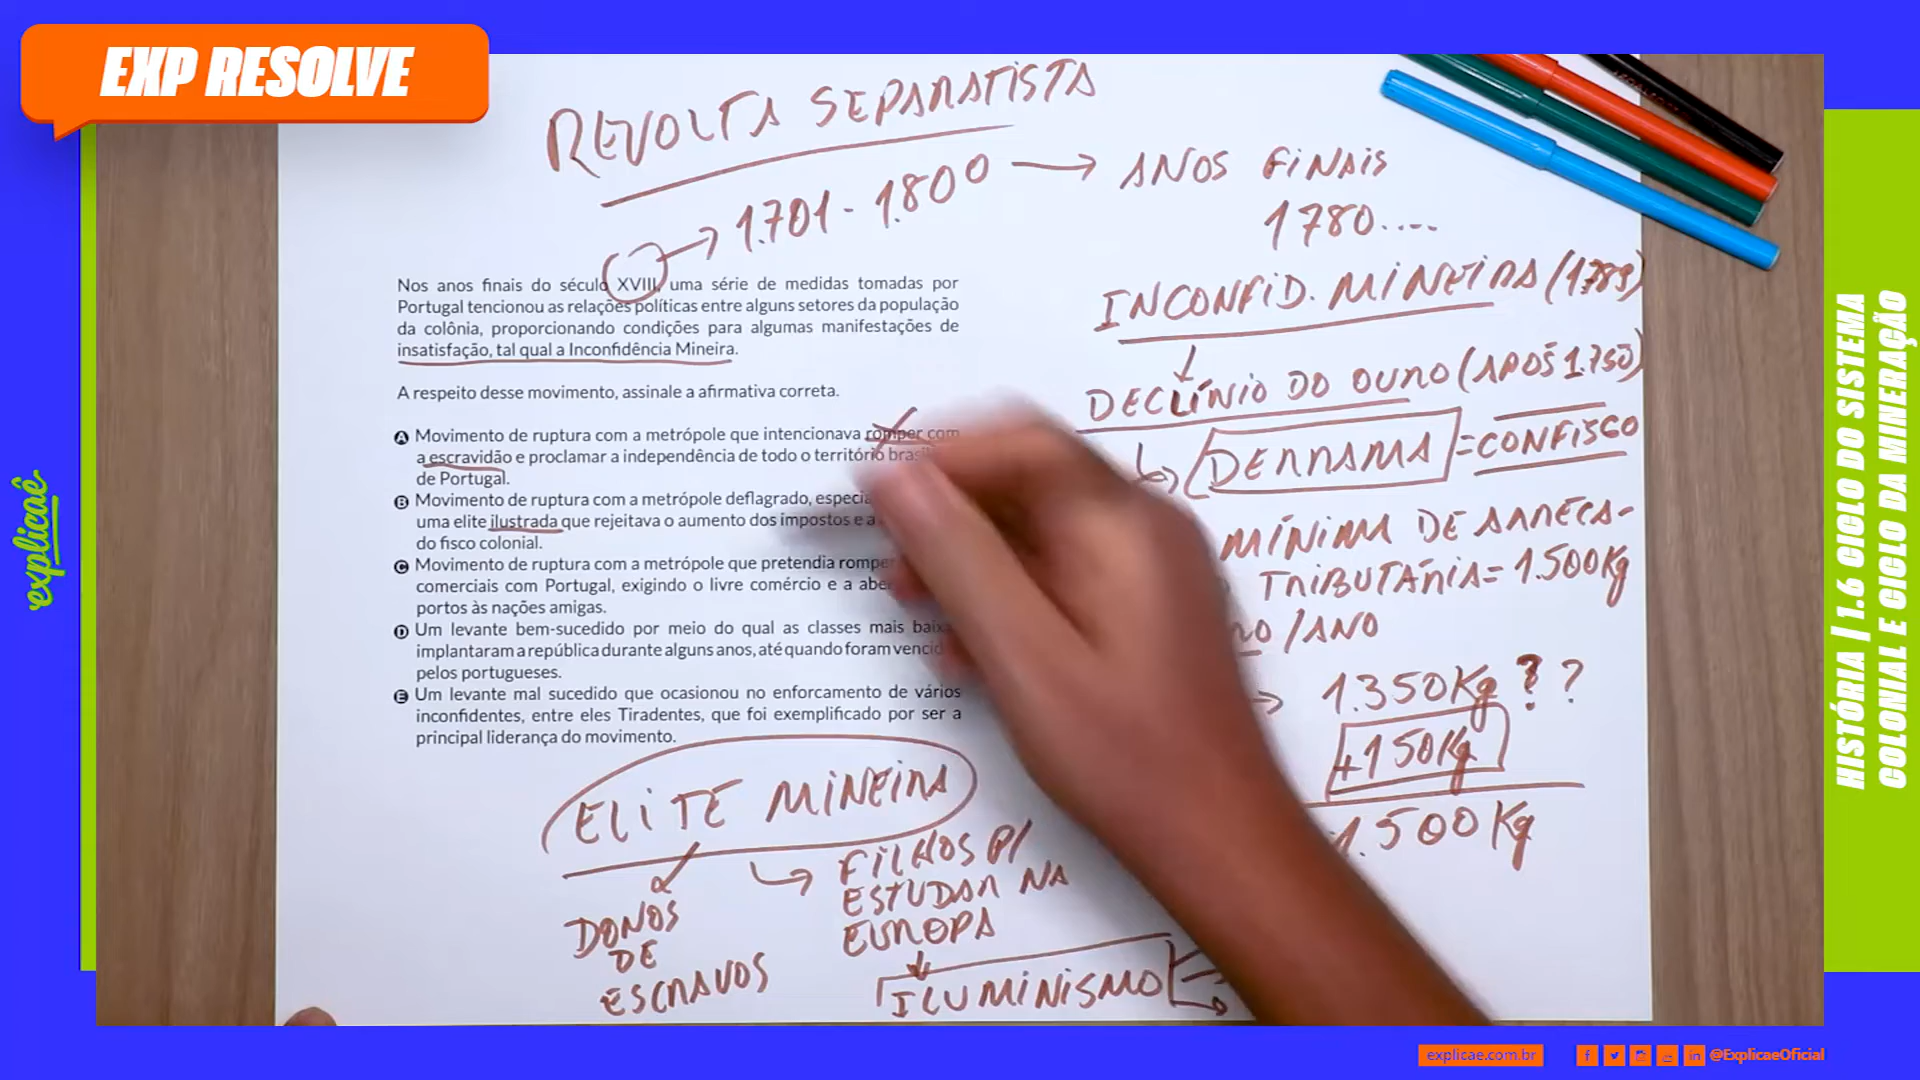 EXP RESOLVE
REVOLTA SEPARATISTA
1.701 - 1.800 → ANOS FINAIS
1780....
INCONFID. MINEIRA (1789)
DECLÍNIO DO OURO (APÓS 1.750)
DERRAMA = CONFISCO
MÍNIMA DE ARRECA-
TRIBUTÁRIA = 1.500Kg
/ANO
→ 1.350Kg ? ?
+150Kg
1.500Kg
Nos anos finais do século XVIII, uma série de medidas tomadas por
Portugal tencionou as relações políticas entre alguns setores da população
da colônia, proporcionando condições para algumas manifestações de
insatisfação, tal qual a Inconfidência Mineira.
A respeito desse movimento, assinale a afirmativa correta.
A Movimento de ruptura com a metrópole que intencionava romper com
a escravidão e proclamar a independência de todo o território
de Portugal.
B Movimento de ruptura com a metrópole deflagrado,
uma elite ilustrada que rejeitava o aumento dos impostos e a
do fisco colonial.
C Movimento de ruptura com a metrópole que pretendia romper
comerciais com Portugal, exigindo o livre comércio e a
portos às nações amigas.
D Um levante bem-sucedido por meio do qual as classes mais
implantaram a república durante alguns anos, até quando foram
pelos portugueses.
E Um levante mal sucedido que ocasionou no enforcamento de vários
inconfidentes, entre eles Tiradentes, que foi exemplificado por ser a
principal liderança do movimento.
ELITE MINEIRA
DONOS
DE
ESCRAVOS
FILHOS P/
ESTUDAR NA
EUROPA
ILUMINISMO
explicaê
HISTÓRIA | 1.6 CICLO DO SISTEMA
COLONIAL E CICLO DA MINERAÇÃO
explicae.com.br
@ExplicaeOficial